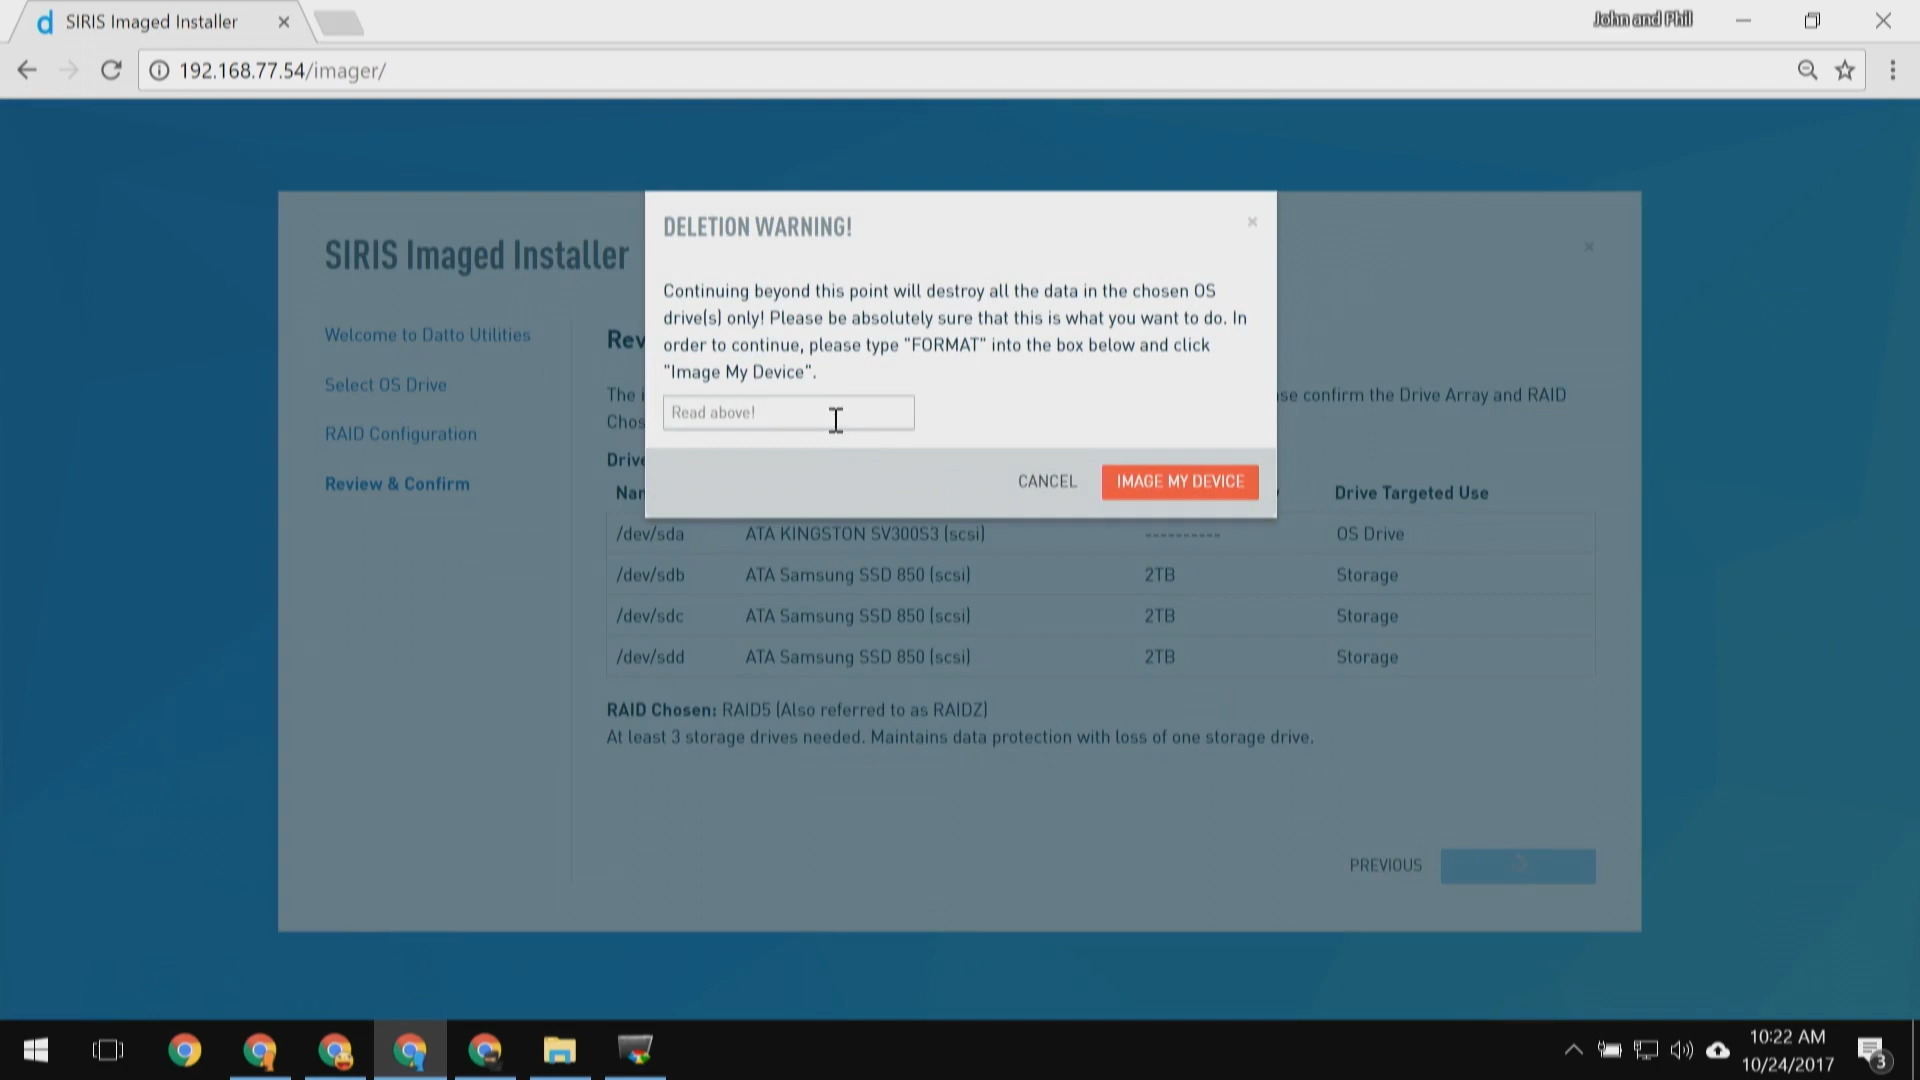 SIRIS Imaged Installer
John and Phil
192.168.77.54/imager/
DELETION WARNING!
SIRIS Imaged Installer
Continuing beyond this point will destroy all the data in the chosen OS
drive(s) only! Please be absolutely sure that this is what you want to do. In
order to continue, please type "FORMAT" into the box below and click
"Image My Device".
Read above!
CANCEL
IMAGE MY DEVICE
Welcome to Datto Utilities
Select OS Drive
RAID Configuration
Review & Confirm
Rev
The i
se confirm the Drive Array and RAID
Chos
Drive
Nar
Drive Targeted Use
/dev/sda ATA KINGSTON SV300S3 (scsi) ---------- OS Drive
/dev/sdb ATA Samsung SSD 850 (scsi) 2TB Storage
/dev/sdc ATA Samsung SSD 850 (scsi) 2TB Storage
/dev/sdd ATA Samsung SSD 850 (scsi) 2TB Storage
RAID Chosen: RAID5 (Also referred to as RAIDZ)
At least 3 storage drives needed. Maintains data protection with loss of one storage drive.
PREVIOUS
10:22 AM
10/24/2017
3